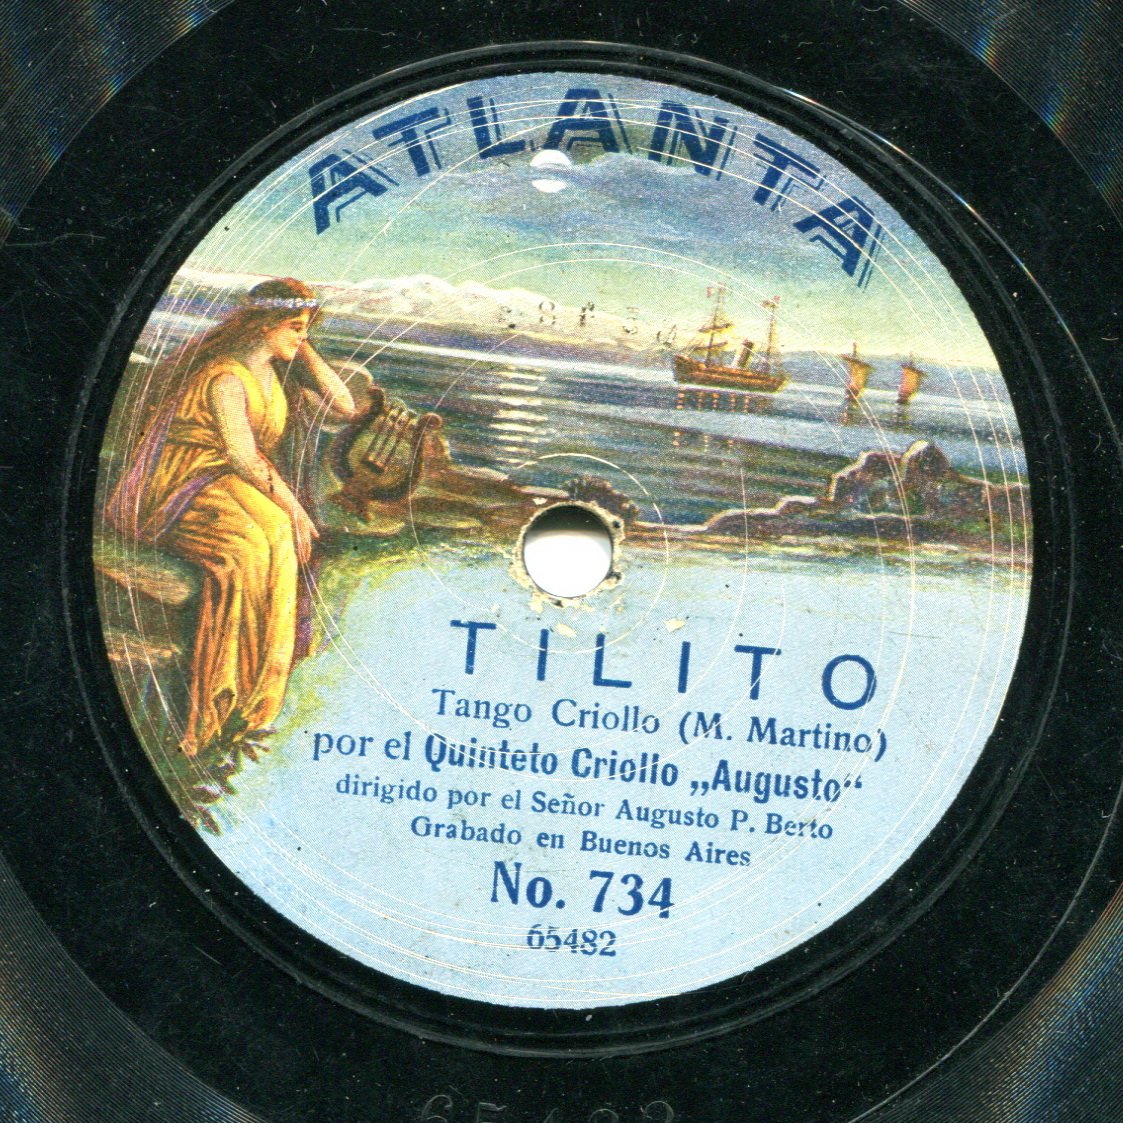 ATLANTA
TILITO
Tango Criollo (M. Martino)
por el Quinteto Criollo „Augusto“
dirigido por el Señor Augusto P. Berto
Grabado en Buenos Aires
No. 734
65482